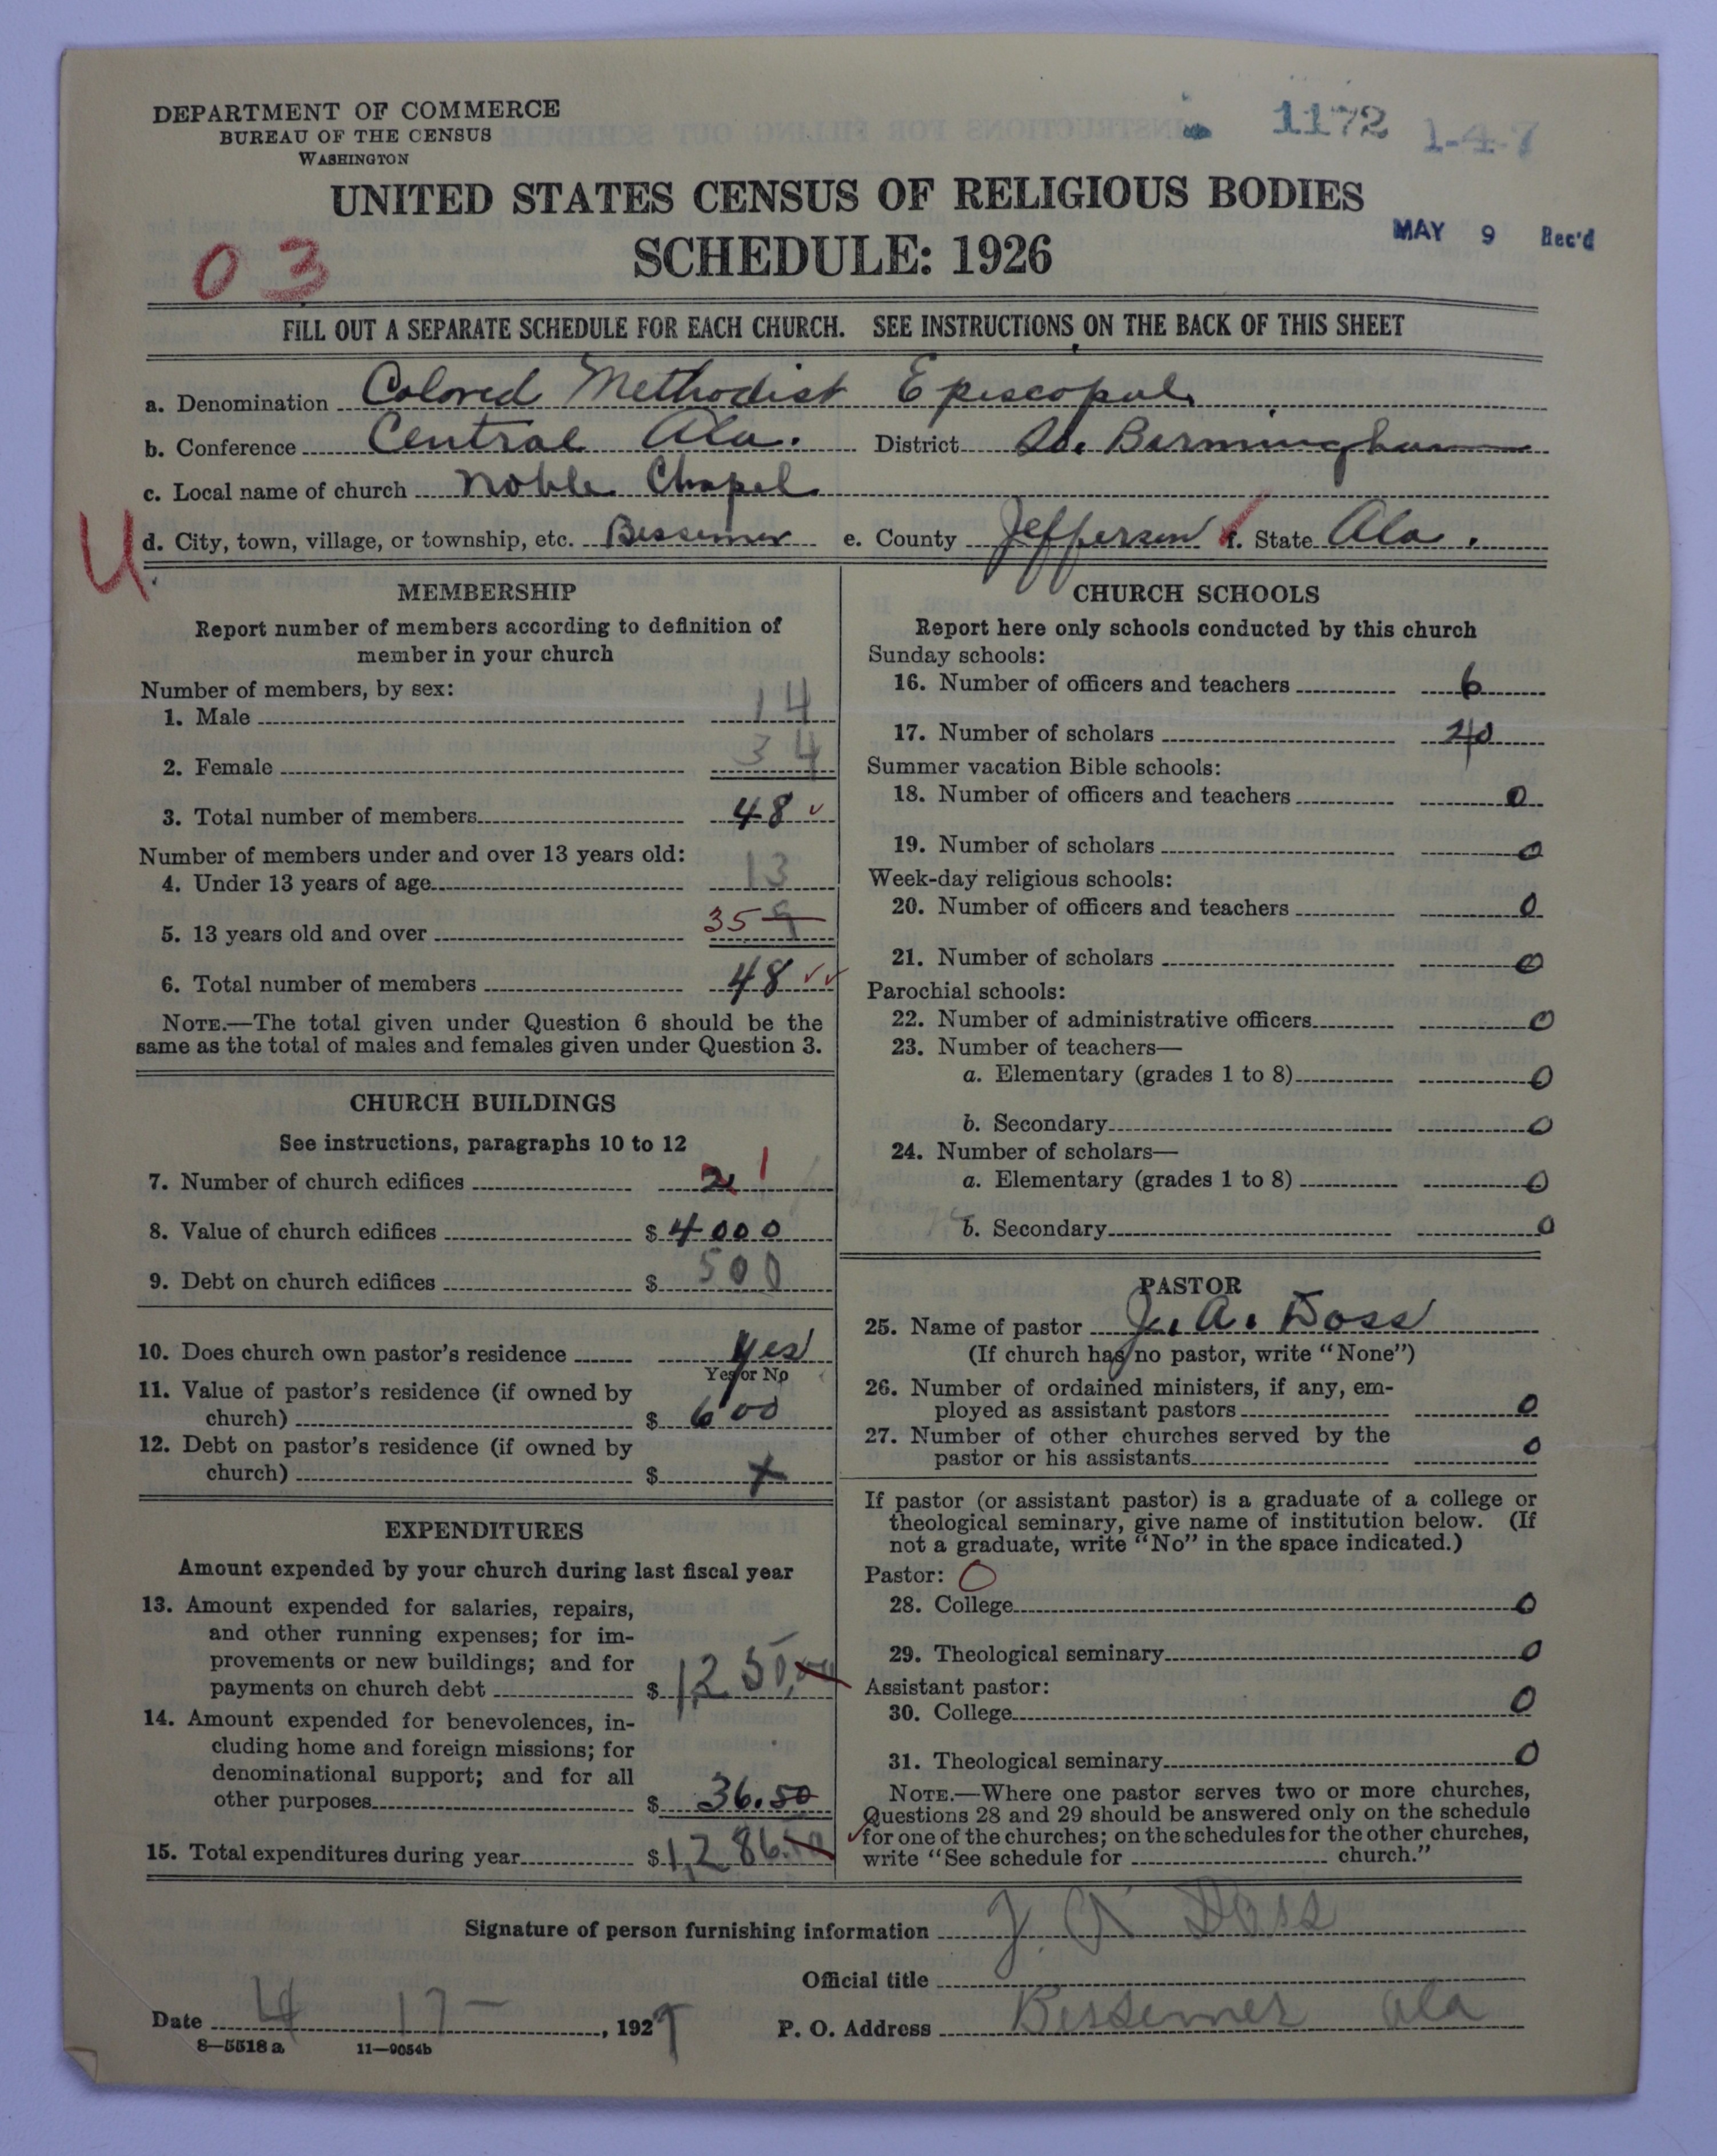 DEPARTMENT OF COMMERCE
BUREAU OF THE CENSUS
WASHINGTON
1172 1-4-7
UNITED STATES CENSUS OF RELIGIOUS BODIES
SCHEDULE: 1926
MAY 9 Rec'd
03
FILL OUT A SEPARATE SCHEDULE FOR EACH CHURCH. SEE INSTRUCTIONS ON THE BACK OF THIS SHEET
a. Denomination Colored Methodist Episcopal
b. Conference Central Ala. District So. Birmingham
c. Local name of church Noble Chapel
U
d. City, town, village, or township, etc. Bessemer e. County Jefferson f. State Ala.
MEMBERSHIP
Report number of members according to definition of
member in your church
Number of members, by sex:
1. Male 14
2. Female 34
3. Total number of members 48 ✓
Number of members under and over 13 years old:
4. Under 13 years of age 13
5. 13 years old and over 35 9
6. Total number of members 48 ✓✓
NOTE.—The total given under Question 6 should be the
same as the total of males and females given under Question 3.
CHURCH BUILDINGS
See instructions, paragraphs 10 to 12
7. Number of church edifices 2 1
8. Value of church edifices $ 4000
9. Debt on church edifices $ 500
10. Does church own pastor's residence yes
Yes or No
11. Value of pastor's residence (if owned by
church) $ 600
12. Debt on pastor's residence (if owned by
church) $ x
EXPENDITURES
Amount expended by your church during last fiscal year
13. Amount expended for salaries, repairs,
and other running expenses; for im-
provements or new buildings; and for
payments on church debt $ 1,250.00
14. Amount expended for benevolences, in-
cluding home and foreign missions; for
denominational support; and for all
other purposes $ 36.50
15. Total expenditures during year $ 1,286.50
CHURCH SCHOOLS
Report here only schools conducted by this church
Sunday schools:
16. Number of officers and teachers 6
17. Number of scholars
Summer vacation Bible schools:
18. Number of officers and teachers 0
19. Number of scholars 0
Week-day religious schools:
20. Number of officers and teachers 0
21. Number of scholars 0
Parochial schools:
22. Number of administrative officers 0
23. Number of teachers—
a. Elementary (grades 1 to 8) 0
b. Secondary 0
24. Number of scholars—
a. Elementary (grades 1 to 8) 0
b. Secondary 0
PASTOR
25. Name of pastor J. A. Doss
(If church has no pastor, write "None")
26. Number of ordained ministers, if any, em-
ployed as assistant pastors 0
27. Number of other churches served by the
pastor or his assistants 0
If pastor (or assistant pastor) is a graduate of a college or
theological seminary, give name of institution below. (If
not a graduate, write "No" in the space indicated.)
Pastor: 0
28. College 0
29. Theological seminary 0
Assistant pastor:
30. College 0
31. Theological seminary 0
NOTE.—Where one pastor serves two or more churches,
Questions 28 and 29 should be answered only on the schedule
✓ for one of the churches; on the schedules for the other churches,
write "See schedule for church."
Signature of person furnishing information J. A. Doss
Official title
Date 4 17 —, 1927 P. O. Address Bessemer Ala
8—5518 a 11—9054b